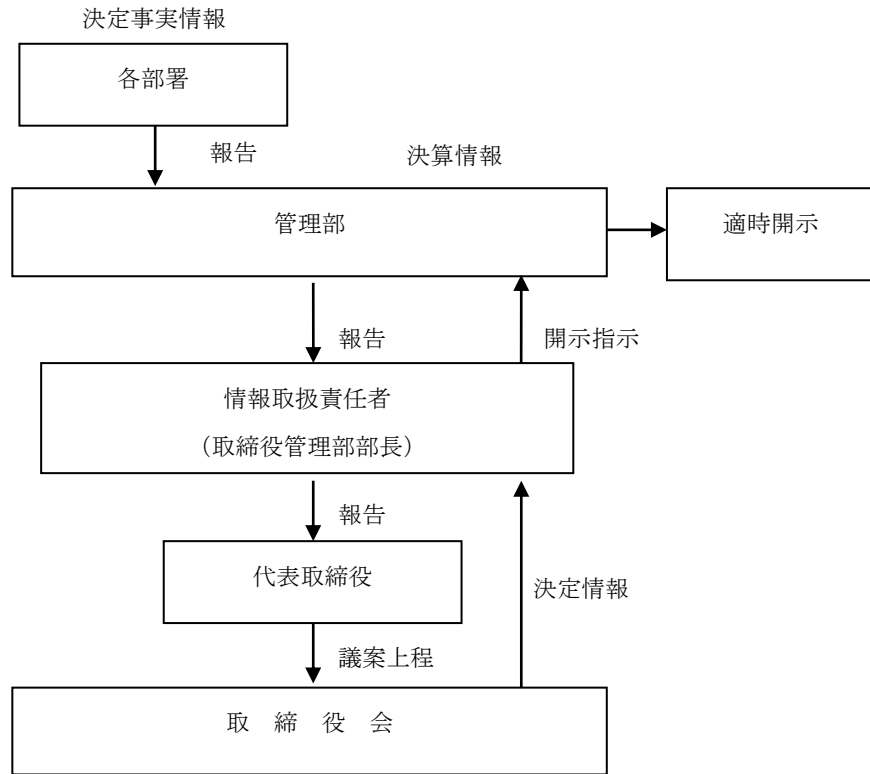 決定事実情報
各部署
報告
決算情報
管理部
適時開示
報告
開示指示
情報取扱責任者
（取締役管理部部長）
報告
代表取締役
決定情報
議案上程
取　締　役　会